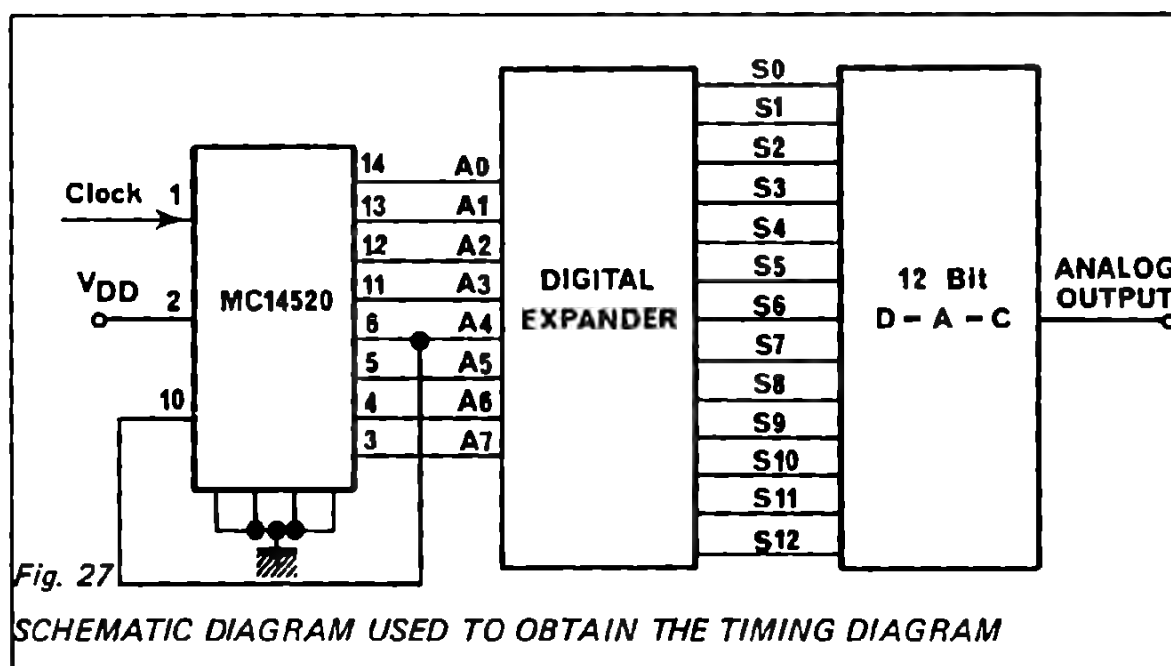 Clock 1
VDD 2
10
MC14520
14 A0
13 A1
12 A2
11 A3
6 A4
5 A5
4 A6
3 A7
DIGITAL
EXPANDER
S0
S1
S2
S3
S4
S5
S6
S7
S8
S9
S10
S11
S12
12 Bit
D-A-C
ANALOG
OUTPUT
Fig. 27
SCHEMATIC DIAGRAM USED TO OBTAIN THE TIMING DIAGRAM